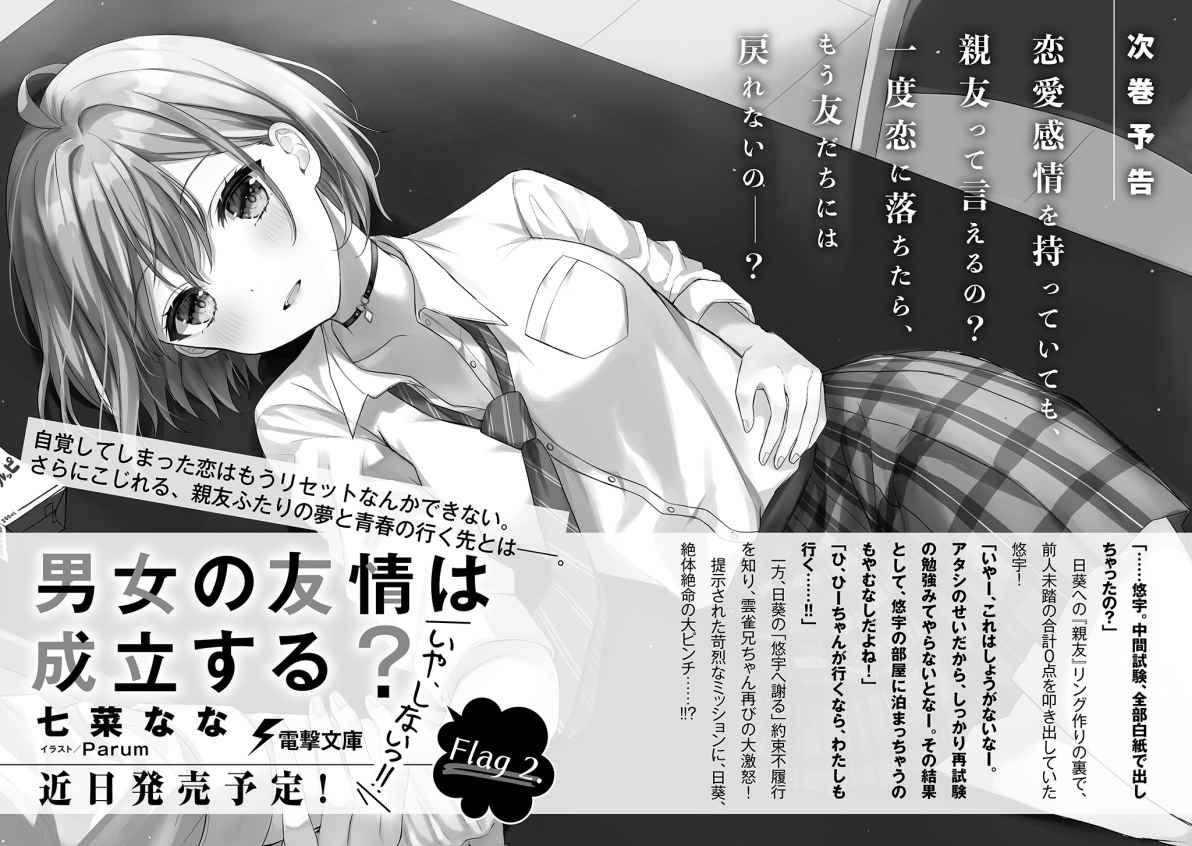 次巻予告
恋愛感情を持っていても、
親友って言えるの？
一度恋に落ちたら、
もう友だちには
戻れないの――？
「……悠宇。中間試験、全部白紙で出し
ちゃったの？」
　日葵への『親友』リング作りの裏で、
前人未踏の合計０点を叩き出していた
悠宇！
「いやー、これはしょうがないなー。
アタシのせいだから、しっかり再試験
の勉強みてやらないとなー。その結果
として、悠宇の部屋に泊まっちゃうの
もやむなしだよね！」
「ひ、ひーちゃんが行くなら、わたしも
行く……!!」
　一方、日葵の「悠宇へ謝る」約束不履行
を知り、雲雀兄ちゃん再びの大激怒！
　提示された苛烈なミッションに、日葵、
絶体絶命の大ピンチ……!?
自覚してしまった恋はもうリセットなんかできない。
さらにこじれる、親友ふたりの夢と青春の行く先とは――。
男女の友情は
成立する？
いや、しないっ!!
Flag 2.
七菜なな
イラスト／Parum
電撃文庫
近日発売予定！